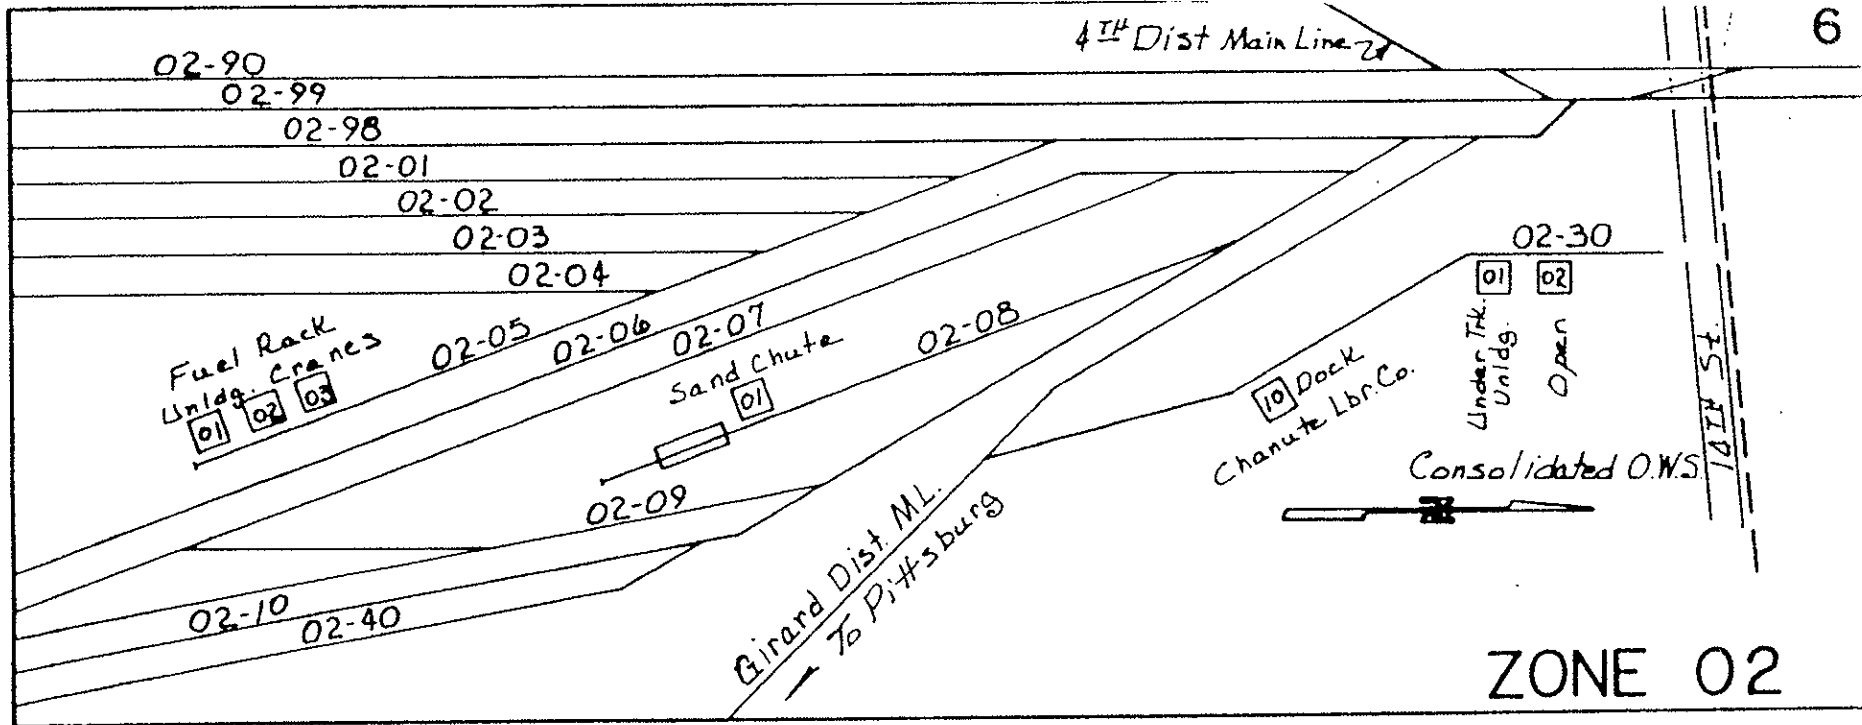 6
4TH Dist Main Line
02-90
02-99
02-98
02-01
02-02
02-03
02-04
02-30
01
02
Under Trk.
Unldg.
Open
10TH St.
Fuel Rack
Unldg. Cranes
01
02
03
02-05
02-06
02-07
02-08
Sand Chute
01
10 Dock
Chanute Lbr. Co.
Consolidated O.W.S.
02-09
02-10
02-40
Girard Dist. ML.
To Pittsburg
ZONE 02